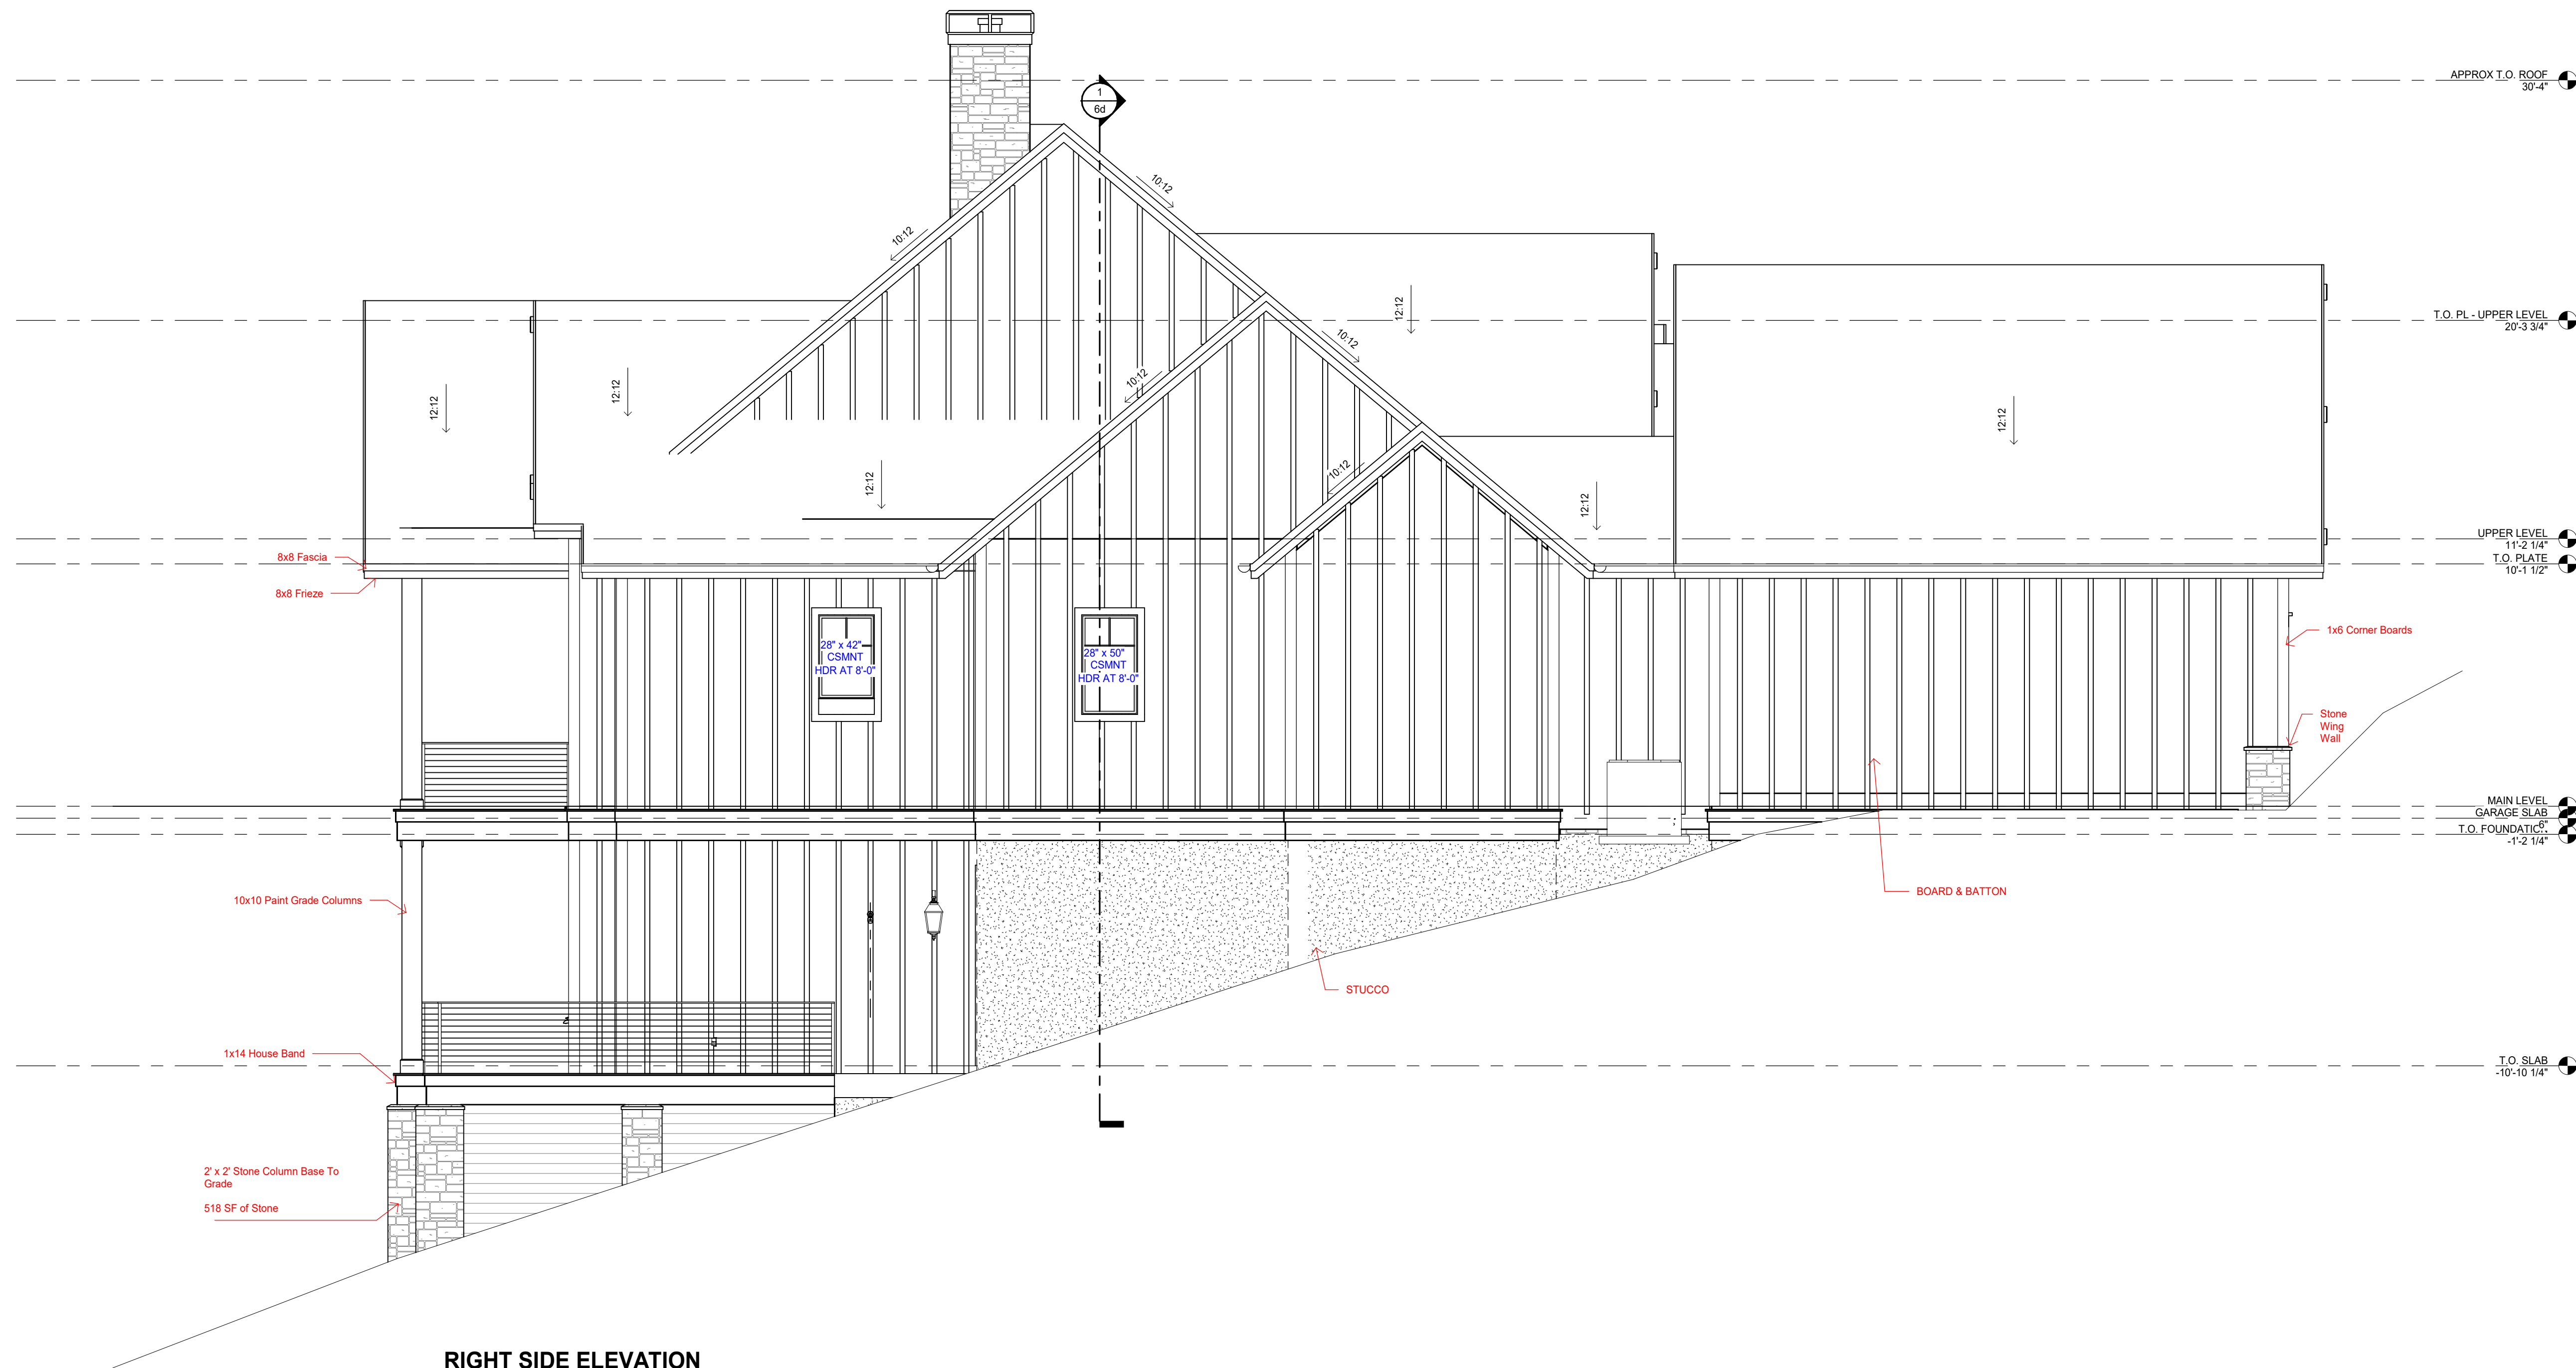 APPROX T.O. ROOF
30'-4"
1
6d
10:12
10:12
12:12
T.O. PL - UPPER LEVEL
20'-3 3/4"
10:12
10:12
12:12
12:12
12:12
12:12
10:12
12:12
UPPER LEVEL
11'-2 1/4"
8x8 Fascia
T.O. PLATE
10'-1 1/2"
8x8 Frieze
1x6 Corner Boards
28" x 42"
CSMNT
HDR AT 8'-0"
28" x 50"
CSMNT
HDR AT 8'-0"
Stone
Wing
Wall
MAIN LEVEL
GARAGE SLAB
6"
T.O. FOUNDATIC
-1'-2 1/4"
BOARD & BATTON
10x10 Paint Grade Columns
STUCCO
1x14 House Band
T.O. SLAB
-10'-10 1/4"
2' x 2' Stone Column Base To
Grade
518 SF of Stone
RIGHT SIDE ELEVATION